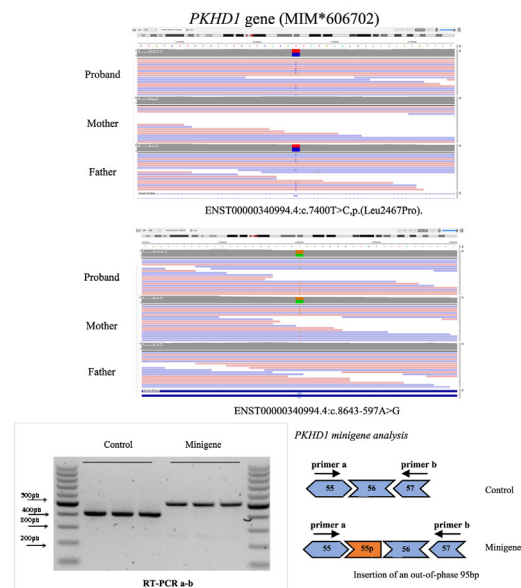 PKHD1 gene (MIM*606702)
Proband
Mother
Father
ENST00000340994.4:c.7400T>C,p.(Leu2467Pro).
Proband
Mother
Father
ENST00000340994.4:c.8643-597A>G
Control Minigene
500pb
400pb
300pb
200pb
RT-PCR a-b
PKHD1 minigene analysis
primer a primer b
55 56 57
Control
primer a primer b
55 55p 56 57
Minigene
Insertion of an out-of-phase 95bp